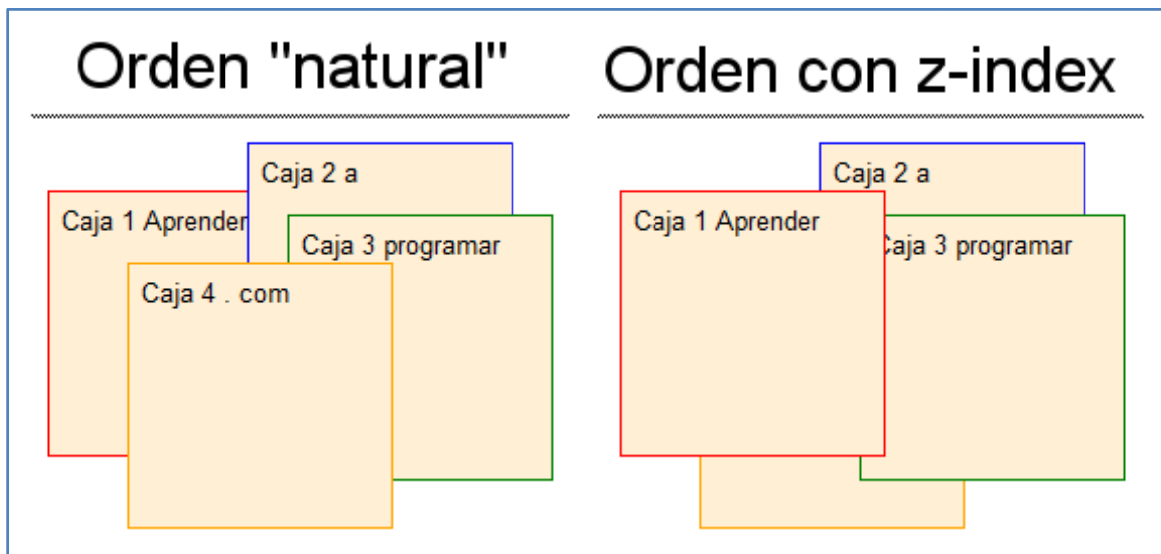 Orden "natural"
Caja 2 a
Caja 1 Aprender
Caja 3 programar
Caja 4 . com
Orden con z-index
Caja 2 a
Caja 1 Aprender
Caja 3 programar